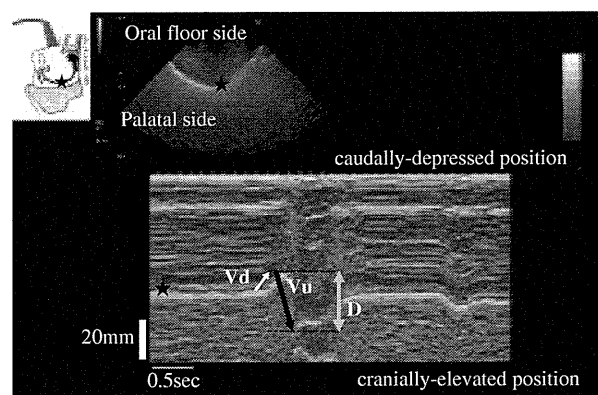 Oral floor side
Palatal side
caudally-depressed position
Vd
Vu
D
20mm
0.5sec
cranially-elevated position